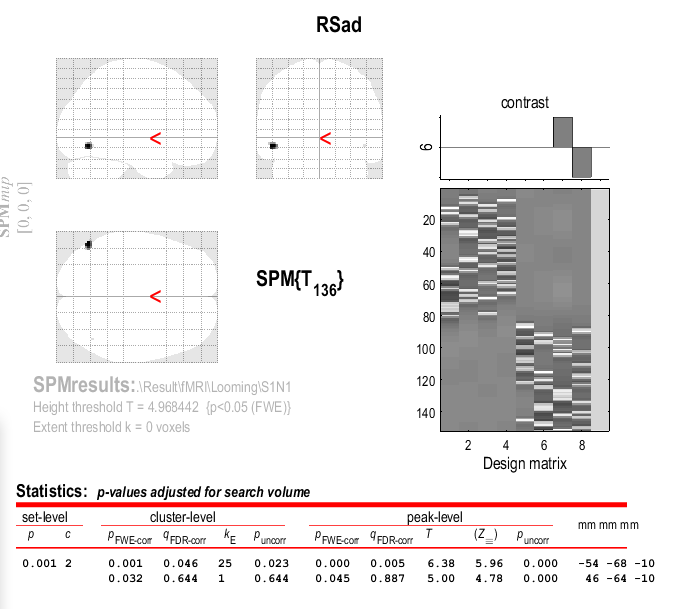 RSad
contrast
6
SPMmip
[0, 0, 0]
<
<
<
SPM{T136}
20
40
60
80
100
120
140
2 4 6 8
Design matrix
SPMresults:.\Result\fMRI\Looming\S1N1
Height threshold T = 4.968442 {p<0.05 (FWE)}
Extent threshold k = 0 voxels
Statistics: p-values adjusted for search volume
set-level cluster-level peak-level mm mm mm
p c pFWE-corr qFDR-corr kE puncorr pFWE-corr qFDR-corr T (Z≡) puncorr
0.001 2 0.001 0.046 25 0.023 0.000 0.005 6.38 5.96 0.000 -54 -68 -10
0.032 0.644 1 0.644 0.045 0.887 5.00 4.78 0.000 46 -64 -10